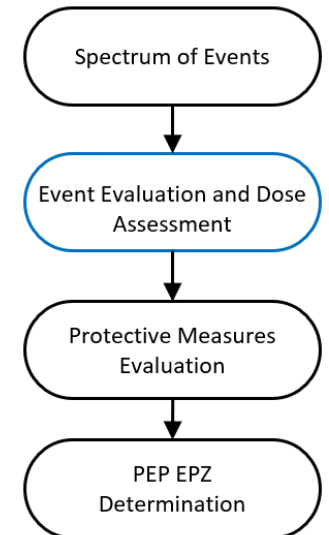 Spectrum of Events
Event Evaluation and Dose
Assessment
Protective Measures
Evaluation
PEP EPZ
Determination